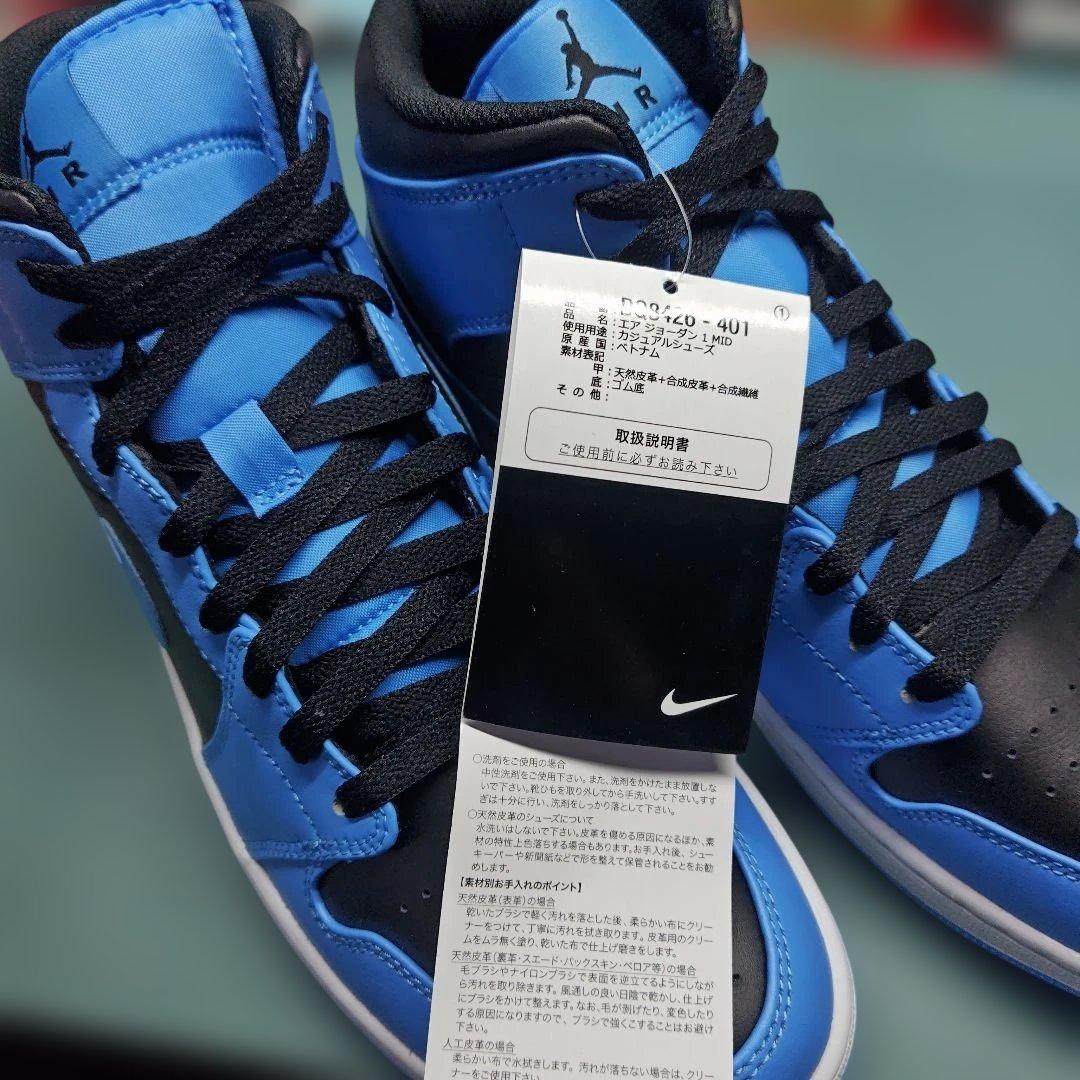 AIR
AIR
①
品番：DQ8426 - 401
品名：エア ジョーダン 1 MID
使用用途：カジュアルシューズ
原産国：ベトナム
素材表記
甲：天然皮革+合成皮革+合成繊維
底：ゴム底
その他：
取扱説明書
ご使用前に必ずお読み下さい
○洗剤をご使用の場合
中性洗剤をご使用下さい。また、洗剤をかけたまま放置しな
いで下さい。靴ひもを取り外してから手洗いして下さい。すす
ぎは十分に行い、洗剤をしっかり落として下さい。
○天然皮革のシューズについて
水洗いはしないで下さい。皮革を傷める原因になるほか、素
材の特性上色落ちする場合もあります。お手入れ後、シュー
キーパーや新聞紙などで形を整えて保管されることをお勧
めします。
【素材別お手入れのポイント】
天然皮革（表革）の場合
乾いたブラシで軽く汚れを落とした後、柔らかい布にクリー
ナーをつけて、丁寧に汚れを拭き取ります。皮革用のクリー
ムをムラ無く塗り、乾いた布で仕上げ磨きをします。
天然皮革（裏革・スエード・バックスキン・ベロア等）の場合
毛ブラシやナイロンブラシで表面を逆立てるようにしなが
ら汚れを取り除きます。風通しの良い日陰で乾かし、仕上げ
にブラシをかけて整えます。なお、毛が剥げたり、変色したり
する原因になりますので、ブラシで強くこすることはお避け
下さい。
人工皮革の場合
柔らかい布で水拭きします。汚れが落ちない場合は、クリー
ナーをご使用下さい。